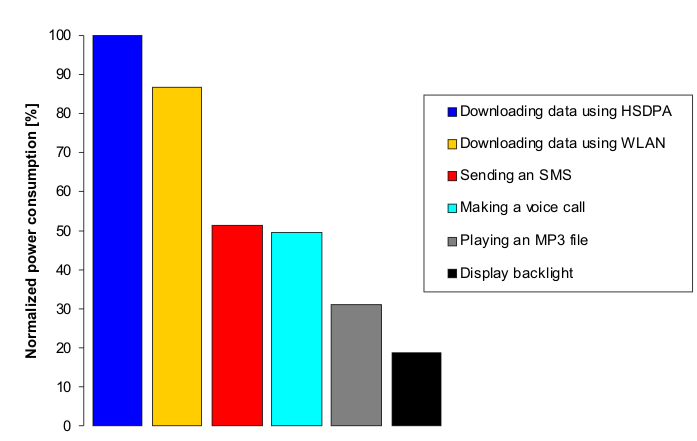 Normalized power consumption [%]
100
90
80
70
60
50
40
30
20
10
0
Downloading data using HSDPA
Downloading data using WLAN
Sending an SMS
Making a voice call
Playing an MP3 file
Display backlight